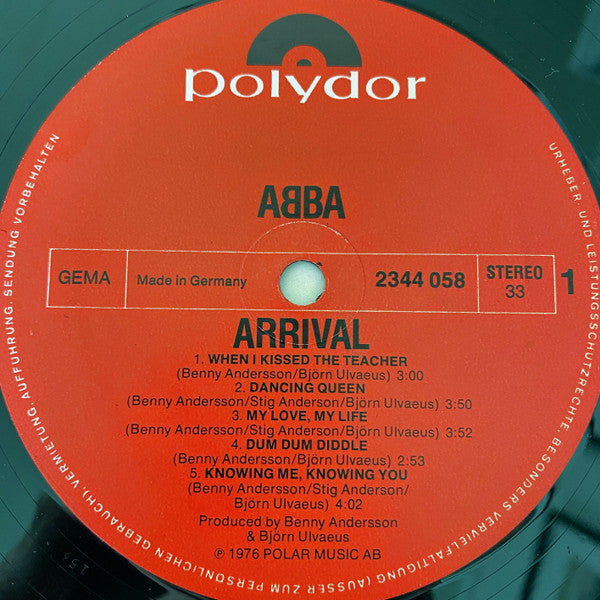 polydor
ABBA
GEMA
Made in Germany
2344 058
STEREO
33
1
ARRIVAL
1. WHEN I KISSED THE TEACHER
(Benny Andersson/Björn Ulvaeus) 3:00
2. DANCING QUEEN
(Benny Andersson/Stig Anderson/Björn Ulvaeus) 3:50
3. MY LOVE, MY LIFE
(Benny Andersson/Stig Anderson/Björn Ulvaeus) 3:52
4. DUM DUM DIDDLE
(Benny Andersson/Björn Ulvaeus) 2:53
5. KNOWING ME, KNOWING YOU
(Benny Andersson/Stig Anderson/
Björn Ulvaeus) 4:02
Produced by Benny Andersson
& Björn Ulvaeus
℗ 1976 POLAR MUSIC AB
URHEBER- UND LEISTUNGSSCHUTZRECHTE, BESONDERS VERVIELFÄLTIGUNG (AUSSER ZUM PERSÖNLICHEN GEBRAUCH), VERMIETUNG, AUFFÜHRUNG, SENDUNG VORBEHALTEN